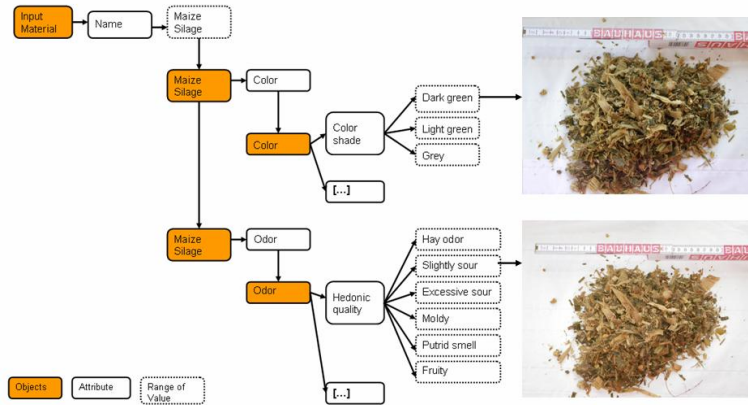 Input
Material
Name
Maize
Silage
Maize
Silage
Color
Color
Color
shade
Dark green
Light green
Grey
[...]
BAUHAUS
Maize
Silage
Odor
Odor
Hedonic
quality
Hay odor
Slightly sour
Excessive sour
Moldy
Putrid smell
Fruity
[...]
BAUHAUS
Objects
Attribute
Range of
Value